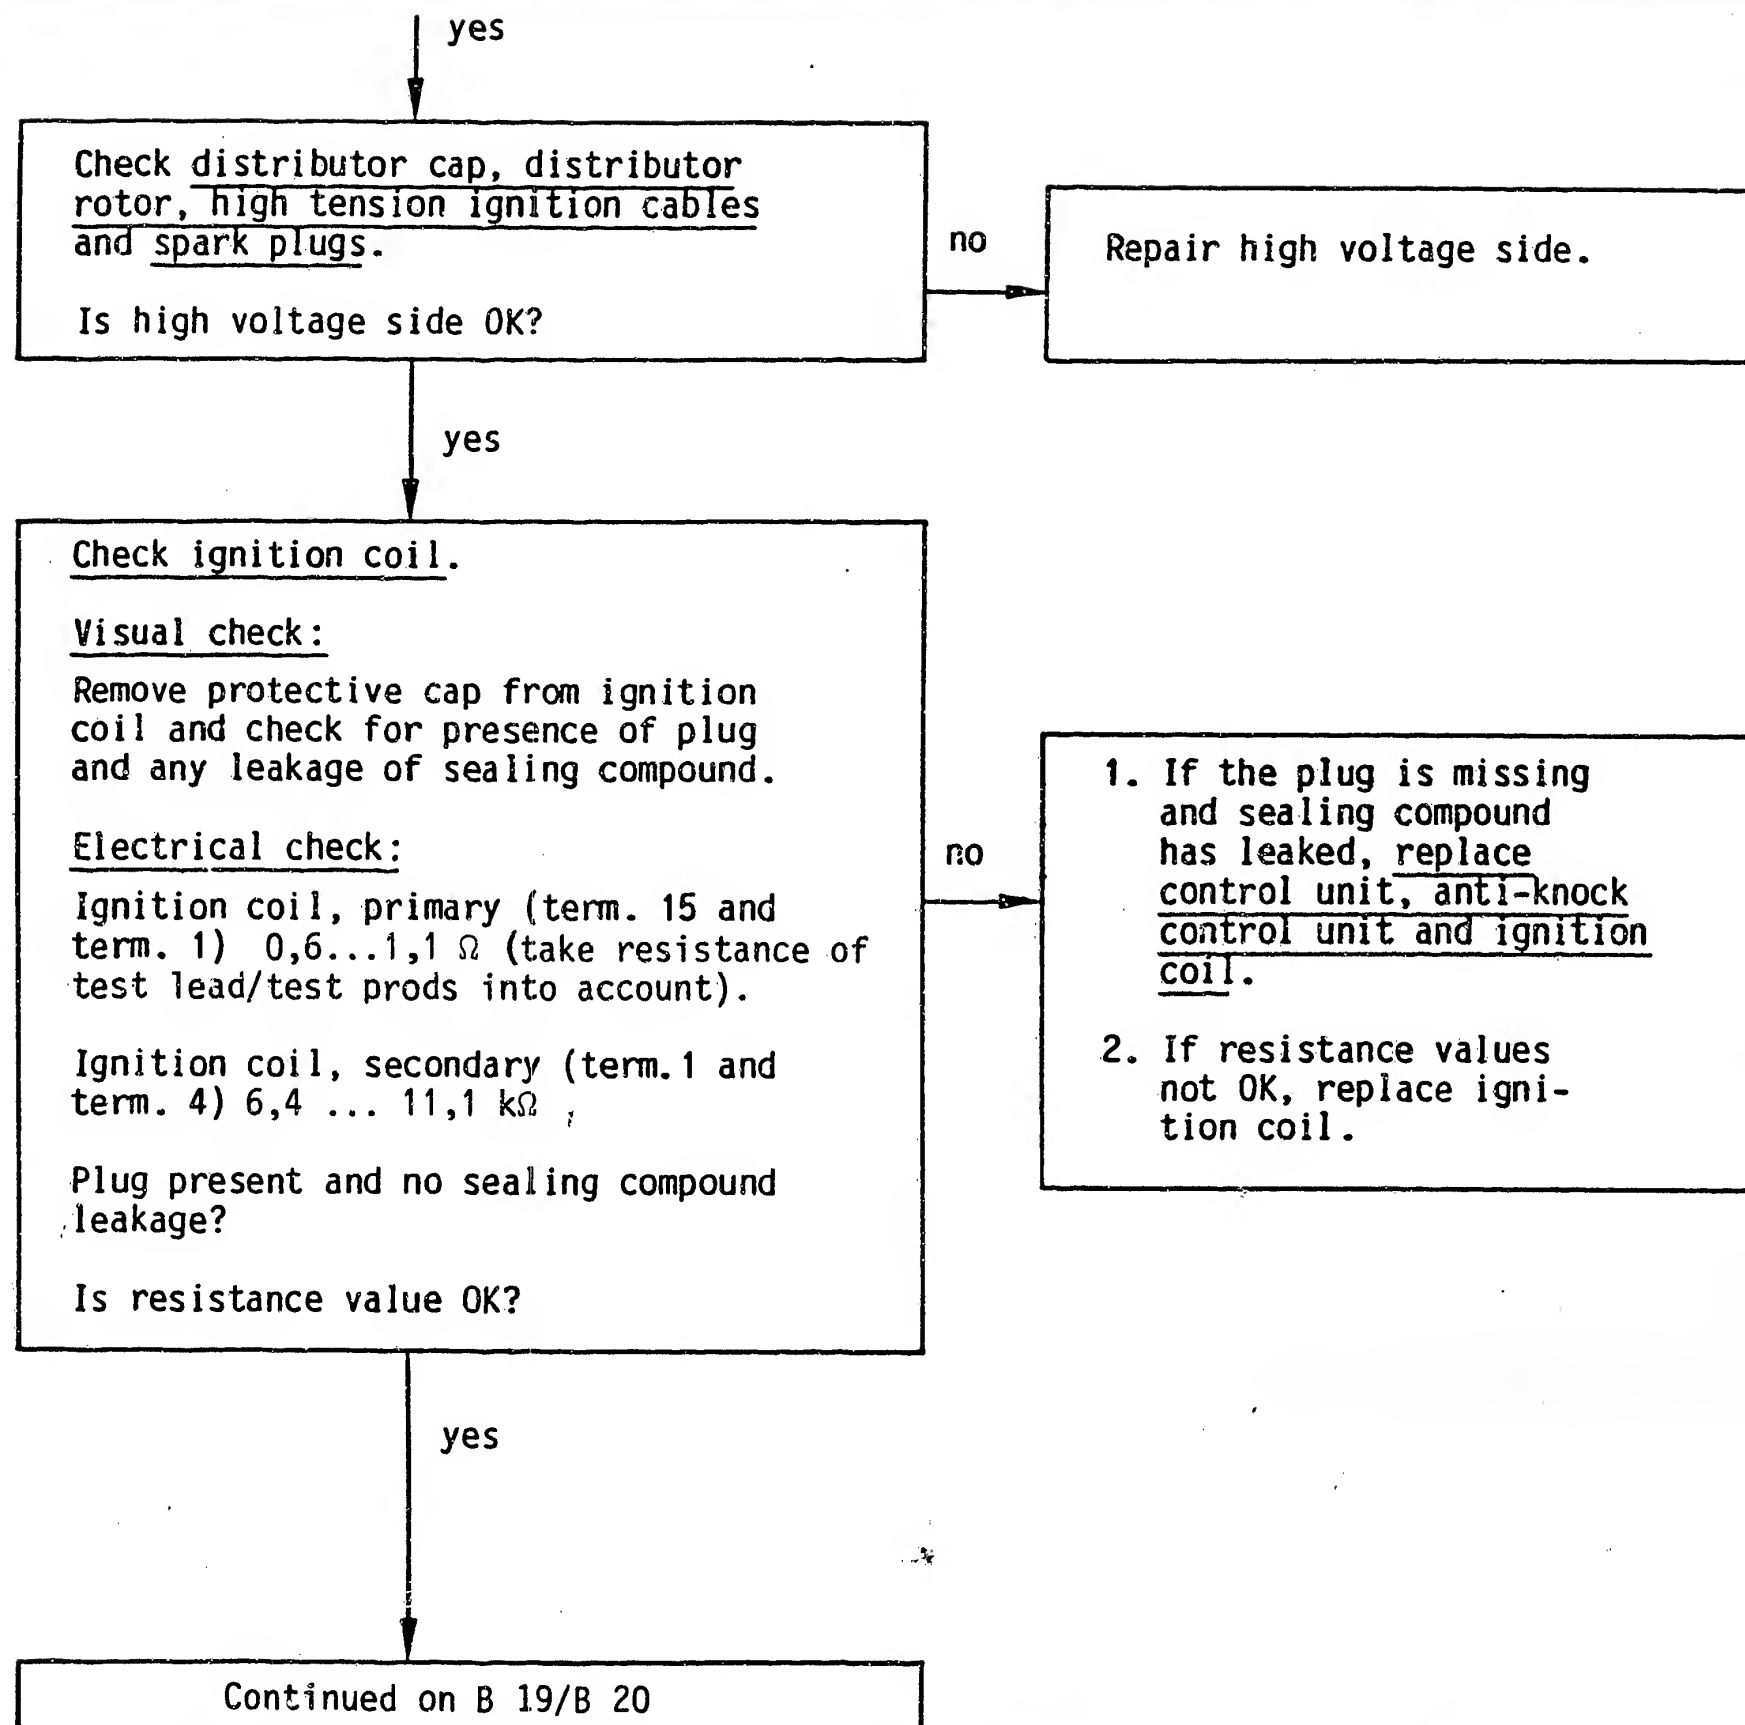 yes
Check distributor cap, distributor
rotor, high tension ignition cables
and spark plugs.
Is high voltage side OK?
no
Repair high voltage side.
yes
Check ignition coil.
Visual check:
Remove protective cap from ignition
coil and check for presence of plug
and any leakage of sealing compound.
Electrical check:
Ignition coil, primary (term. 15 and
term. 1) 0,6...1,1 Ω (take resistance of
test lead/test prods into account).
Ignition coil, secondary (term. 1 and
term. 4) 6,4 ... 11,1 kΩ
Plug present and no sealing compound
leakage?
Is resistance value OK?
no
1. If the plug is missing
and sealing compound
has leaked, replace
control unit, anti-knock
control unit and ignition
coil.
2. If resistance values
not OK, replace igni-
tion coil.
yes
Continued on B 19/B 20